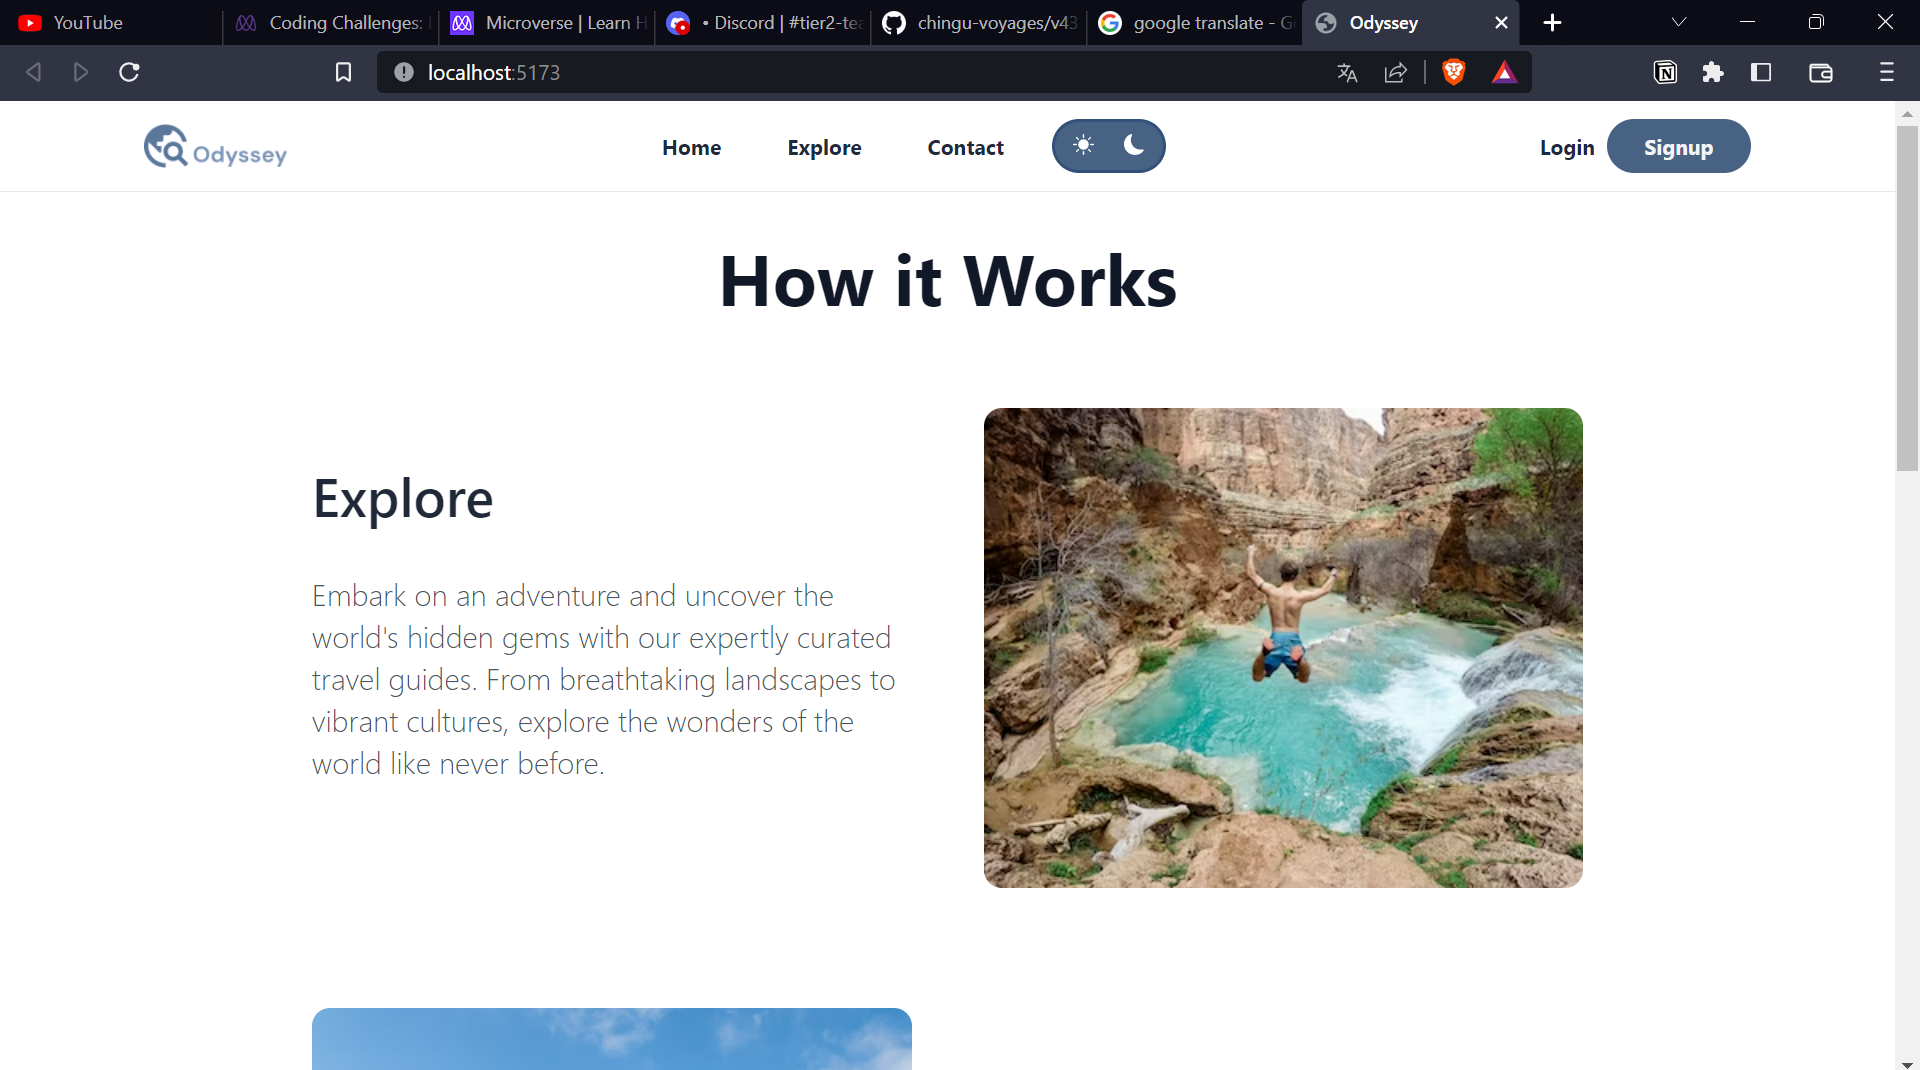 YouTube
Coding Challenges:
Microverse | Learn H
• Discord | #tier2-tea
chingu-voyages/v43
google translate - G
Odyssey
localhost:5173
Odyssey
Home
Explore
Contact
Login
Signup
How it Works
Explore
Embark on an adventure and uncover the
world's hidden gems with our expertly curated
travel guides. From breathtaking landscapes to
vibrant cultures, explore the wonders of the
world like never before.